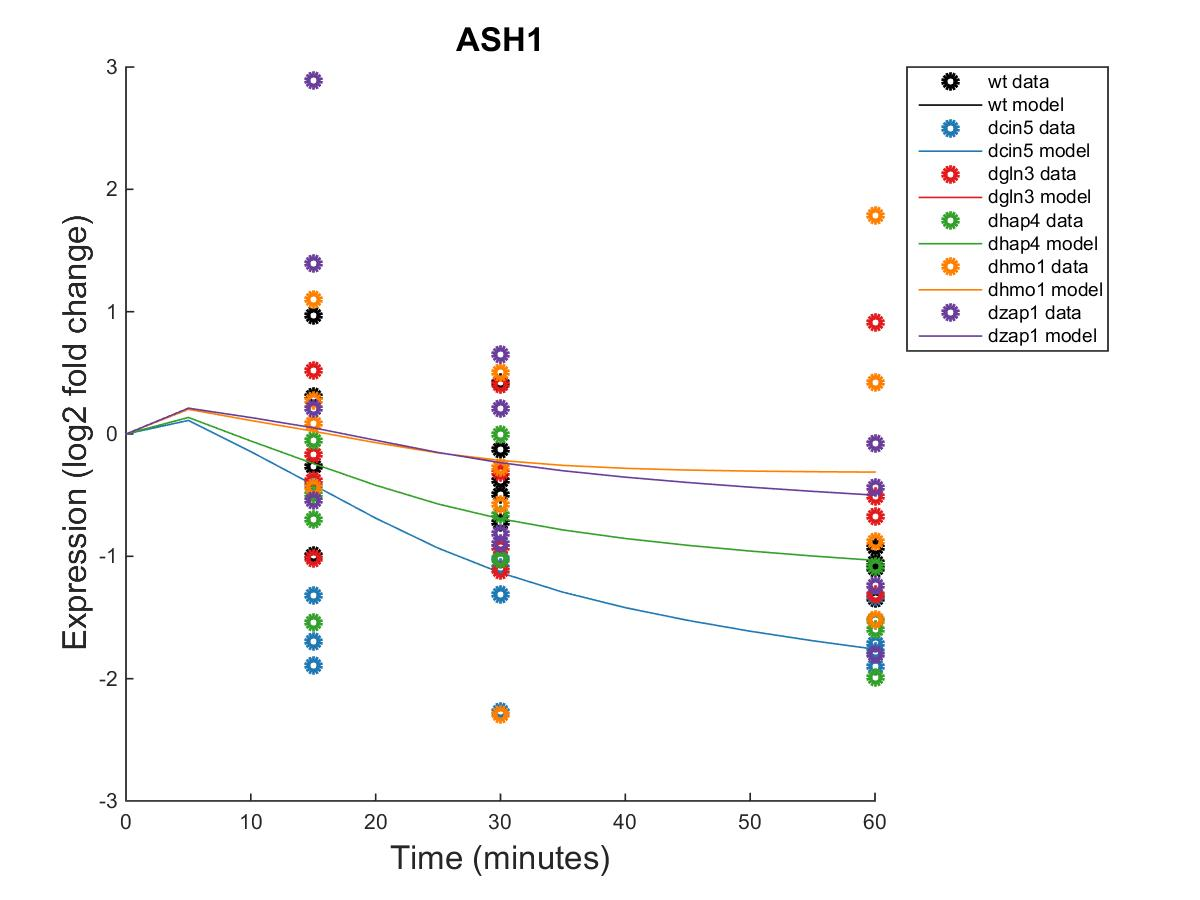 ASH1
3
2
1
0
-1
-2
-3
Expression (log2 fold change)
0 10 20 30 40 50 60
Time (minutes)
wt data
wt model
dcin5 data
dcin5 model
dgln3 data
dgln3 model
dhap4 data
dhap4 model
dhmo1 data
dhmo1 model
dzap1 data
dzap1 model